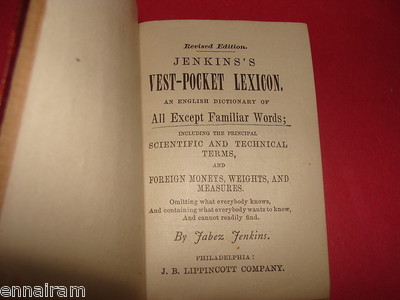 Revised Edition.
JENKINS'S
VEST-POCKET LEXICON.
AN ENGLISH DICTIONARY OF
All Except Familiar Words;
INCLUDING THE PRINCIPAL
SCIENTIFIC AND TECHNICAL
TERMS,
AND
FOREIGN MONEYS, WEIGHTS, AND
MEASURES.
Omitting what everybody knows,
And containing what everybody wants to know,
And cannot readily find.
By Jabez Jenkins.
PHILADELPHIA:
J. B. LIPPINCOTT COMPANY.
ennairam